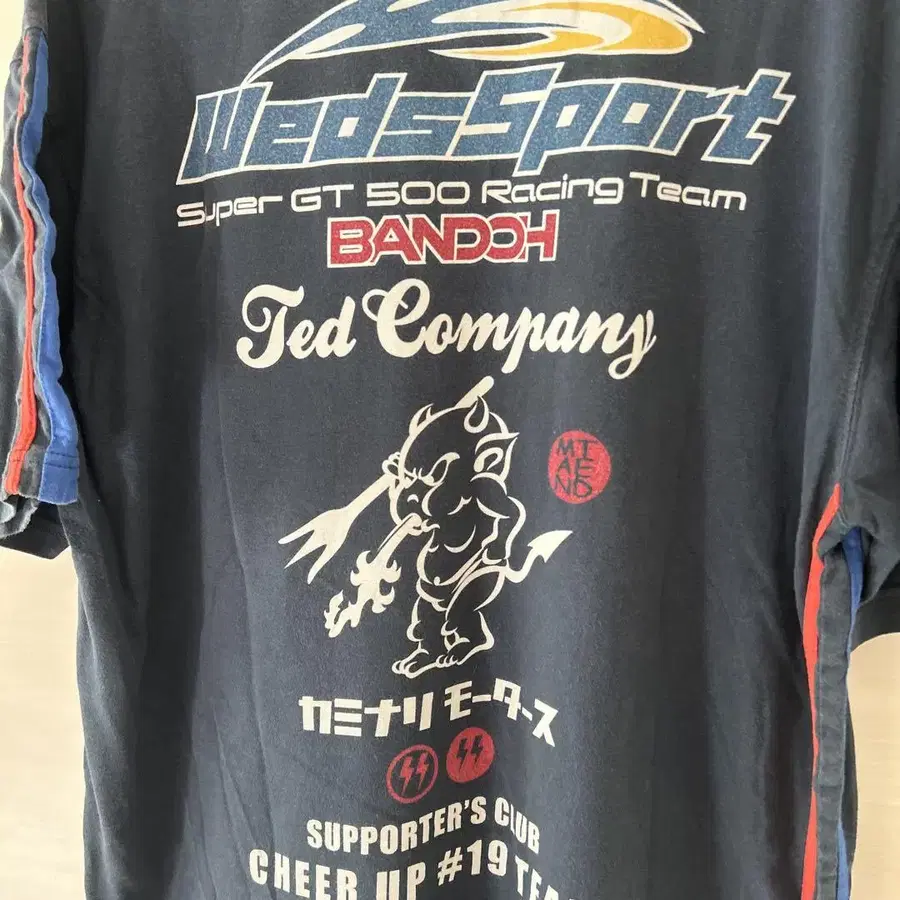 WedsSport
Super GT 500 Racing Team
BANDOH
Ted Company
カミナリ モータース
SUPPORTER'S CLUB
CHEER UP #19